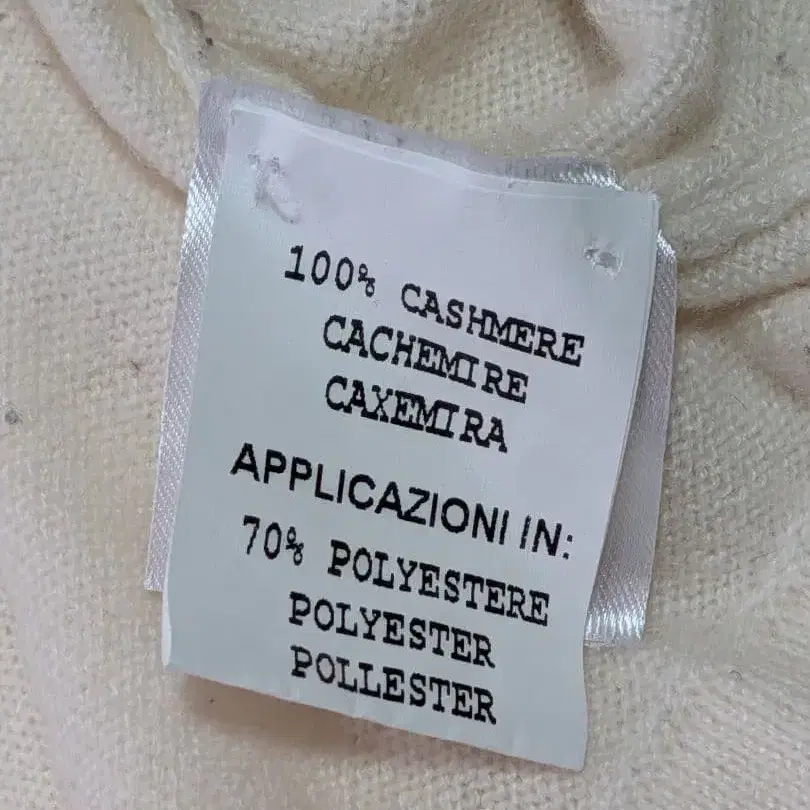 100% CASHMERE
CACHEMIRE
CAXEMIRA
APPLICAZIONI IN:
70% POLYESTERE
POLYESTER
POLLESTER